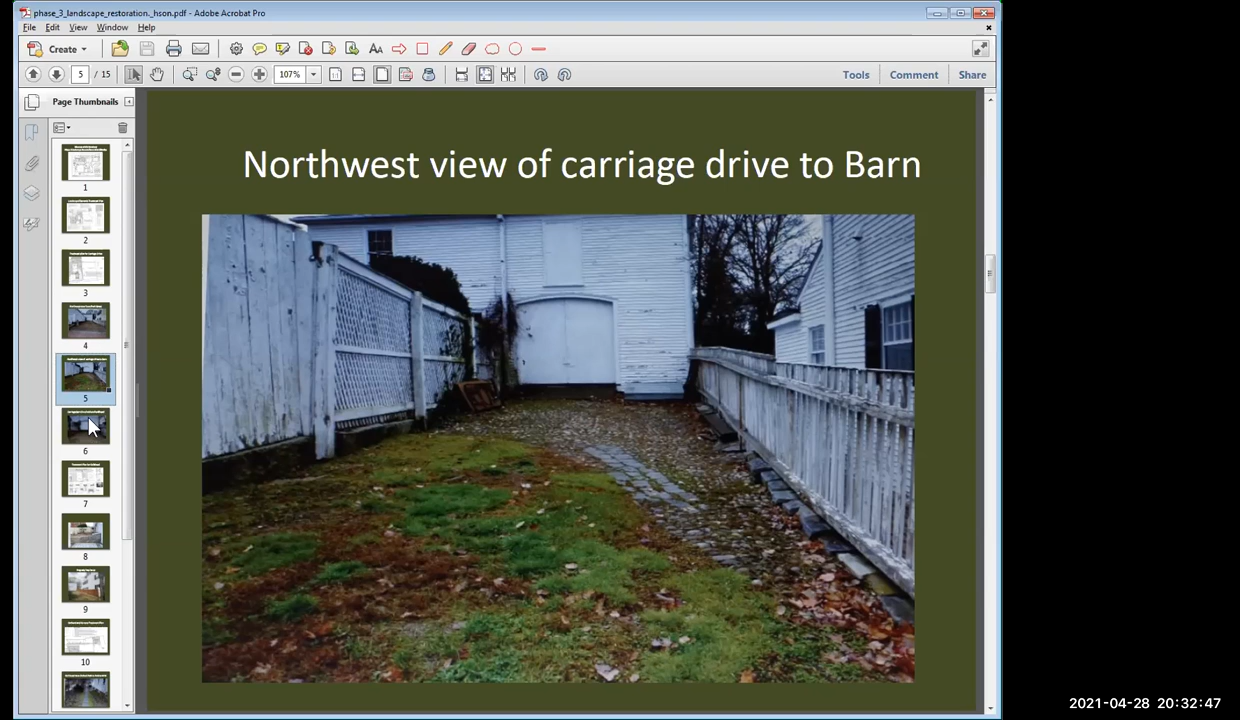 phase_3_landscape_restoration._hson.pdf - Adobe Acrobat Pro
File Edit View Window Help
Create
5 / 15 107% Tools Comment Share
Page Thumbnails
Northwest view of carriage drive to Barn
1
2
3
4
5
6
7
8
9
10
2021-04-28 20:32:47